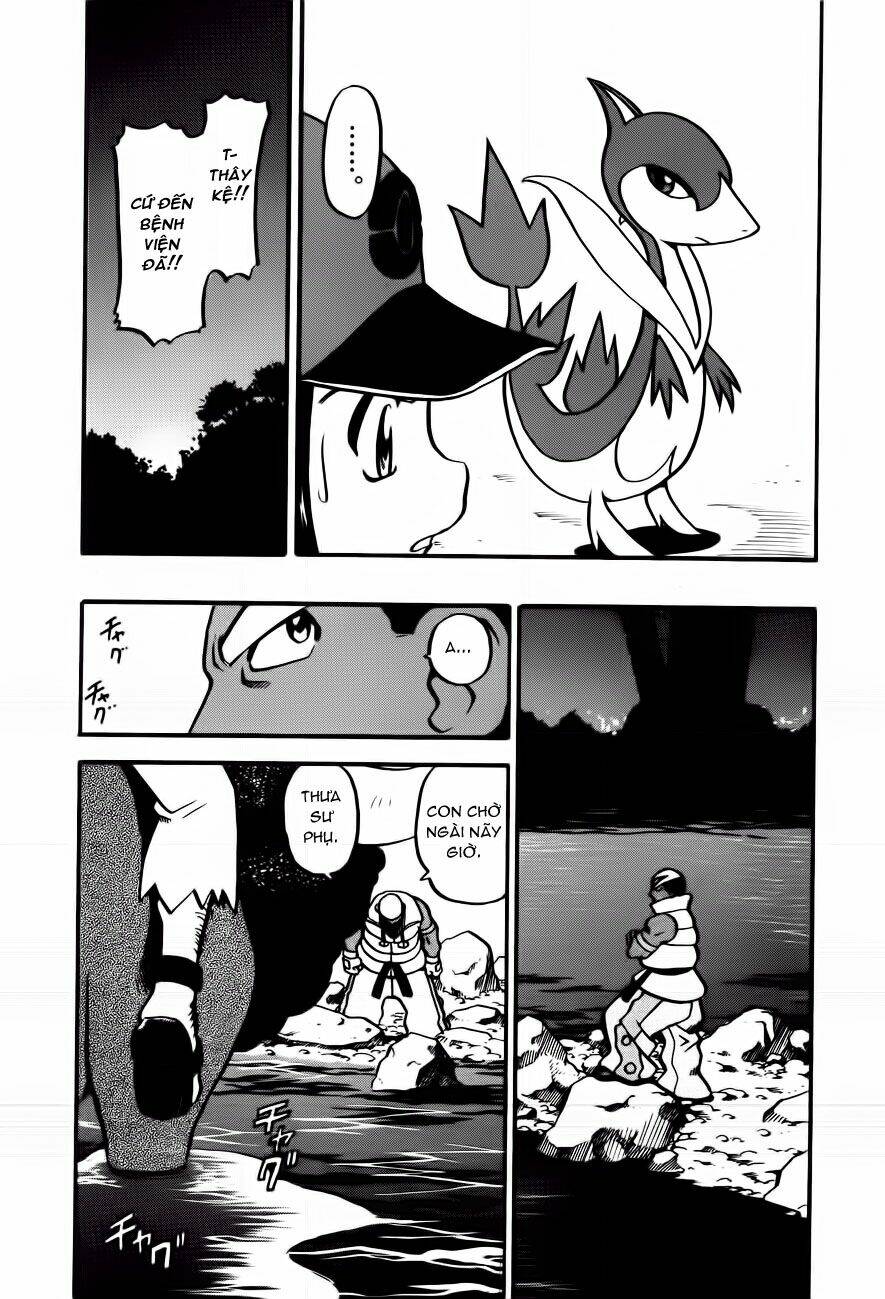 .......。
T-
THÂY
KỆ!!
CỨ ĐẾN
BỆNH
VIỆN
ĐÃ!!
A...
チャグ
チャグ
CON CHỜ
NGÀI NÃY
GIỜ.
THƯA
SƯ
PHỤ.
チャグ
チャグ